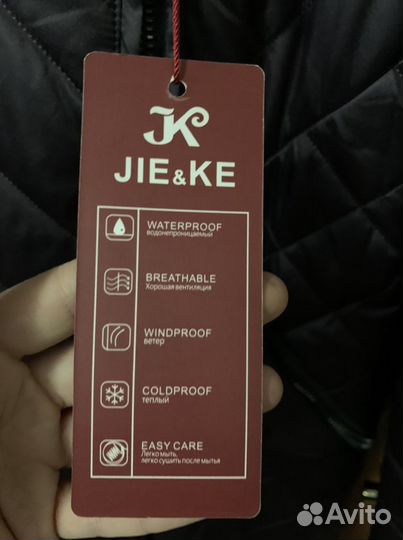 JK
JIE&KE
WATERPROOF
водонепроницаемый
BREATHABLE
Хорошая вентиляция
WINDPROOF
ветер
COLDPROOF
теплый
EASY CARE
Легко мыть,
легко сушить после мытья
Avito